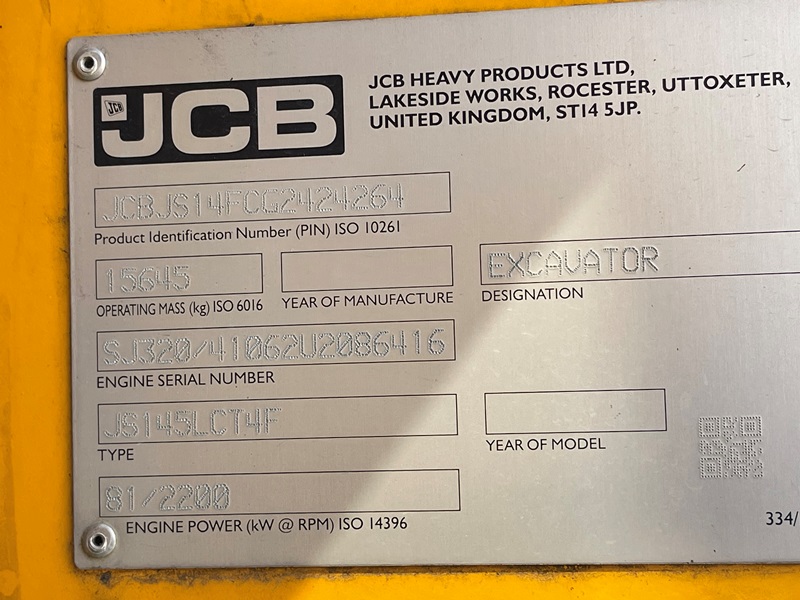 JCB
JCB
JCB HEAVY PRODUCTS LTD,
LAKESIDE WORKS, ROCESTER, UTTOXETER,
UNITED KINGDOM, ST14 5JP.
JCBJS14FCG2424264
Product Identification Number (PIN) ISO 10261
15645
OPERATING MASS (kg) ISO 6016
YEAR OF MANUFACTURE
EXCAVATOR
DESIGNATION
SJ320/41062U2086416
ENGINE SERIAL NUMBER
JS145LCT4F
TYPE
YEAR OF MODEL
81/2200
ENGINE POWER (kW @ RPM) ISO 14396
334/